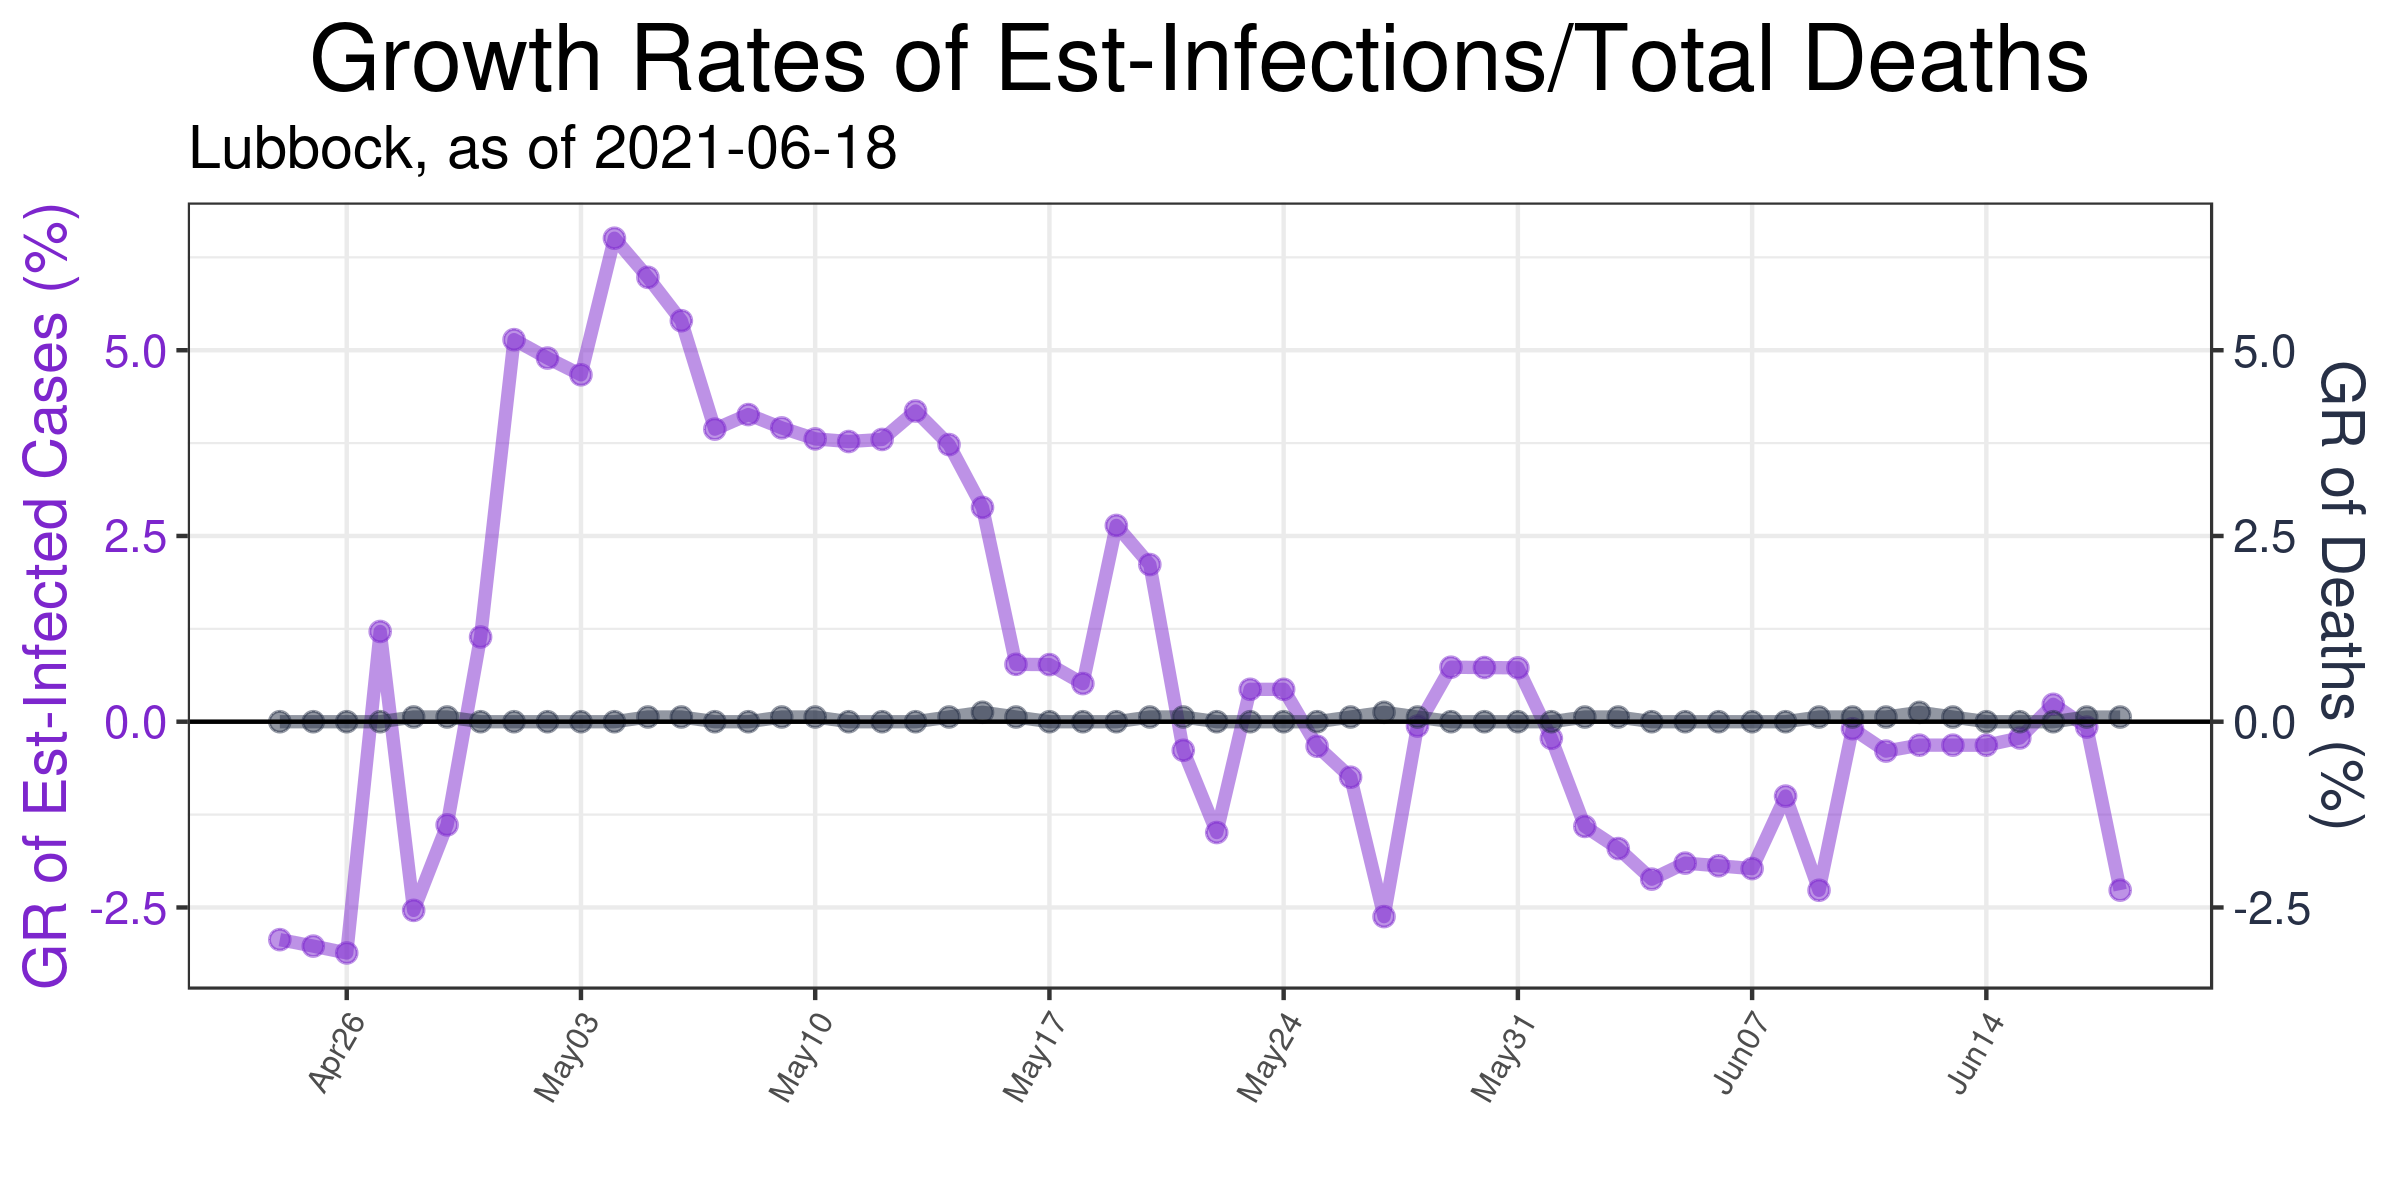 Growth Rates of Est-Infections/Total Deaths
Lubbock, as of 2021-06-18
GR of Est-Infected Cases (%)
5.0
2.5
0.0
-2.5
5.0
2.5
0.0
-2.5
GR of Deaths (%)
Apr26
May03
May10
May17
May24
May31
Jun07
Jun14